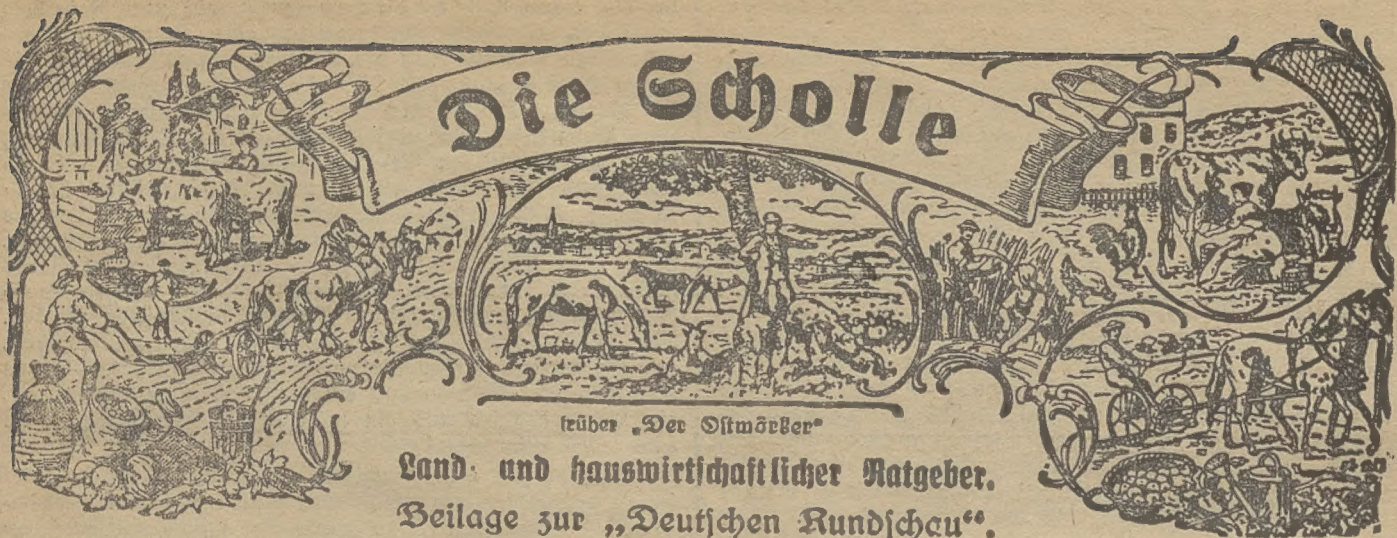 Die Scholle
früher „Der Ostmärker“
Land- und hauswirtschaftlicher Ratgeber.
Beilage zur „Deutschen Rundschau“.